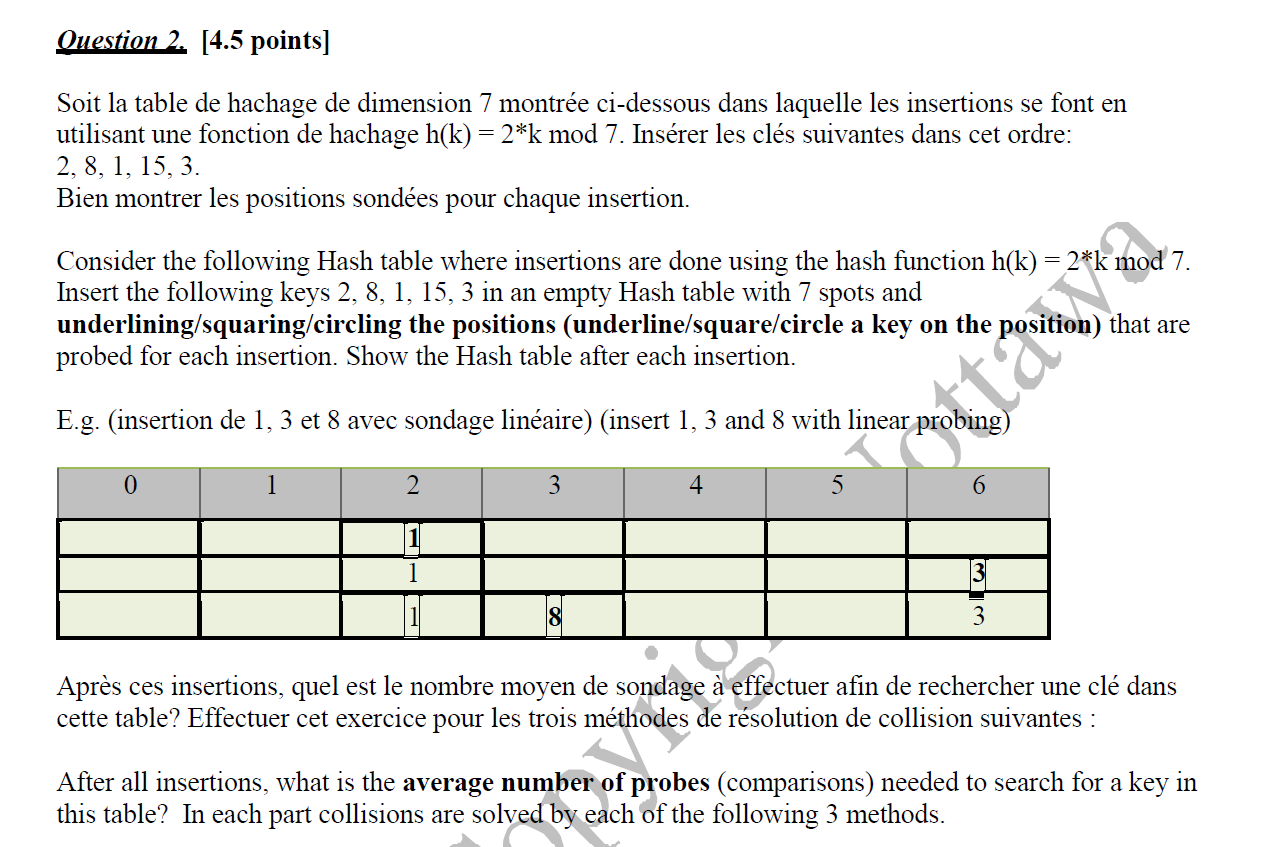 Question 2. [4.5 points]
Soit la table de hachage de dimension 7 montrée ci-dessous dans laquelle les insertions se font en
utilisant une fonction de hachage h(k) = 2*k mod 7. Insérer les clés suivantes dans cet ordre:
2, 8, 1, 15, 3.
Bien montrer les positions sondées pour chaque insertion.
Consider the following Hash table where insertions are done using the hash function h(k) = 2*k mod 7.
Insert the following keys 2, 8, 1, 15, 3 in an empty Hash table with 7 spots and
underlining/squaring/circling the positions (underline/square/circle a key on the position) that are
probed for each insertion. Show the Hash table after each insertion.
E.g. (insertion de 1, 3 et 8 avec sondage linéaire) (insert 1, 3 and 8 with linear probing)
0 1 2 3 4 5 6
1
1 3
1 8 3
Après ces insertions, quel est le nombre moyen de sondage à effectuer afin de rechercher une clé dans
cette table? Effectuer cet exercice pour les trois méthodes de résolution de collision suivantes :
After all insertions, what is the average number of probes (comparisons) needed to search for a key in
this table? In each part collisions are solved by each of the following 3 methods.